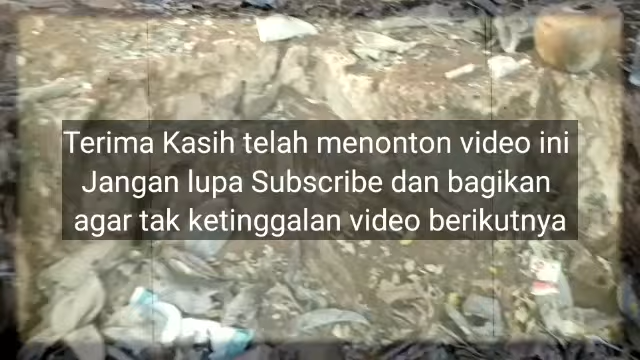 Terima Kasih telah menonton video ini
Jangan lupa Subscribe dan bagikan
agar tak ketinggalan video berikutnya